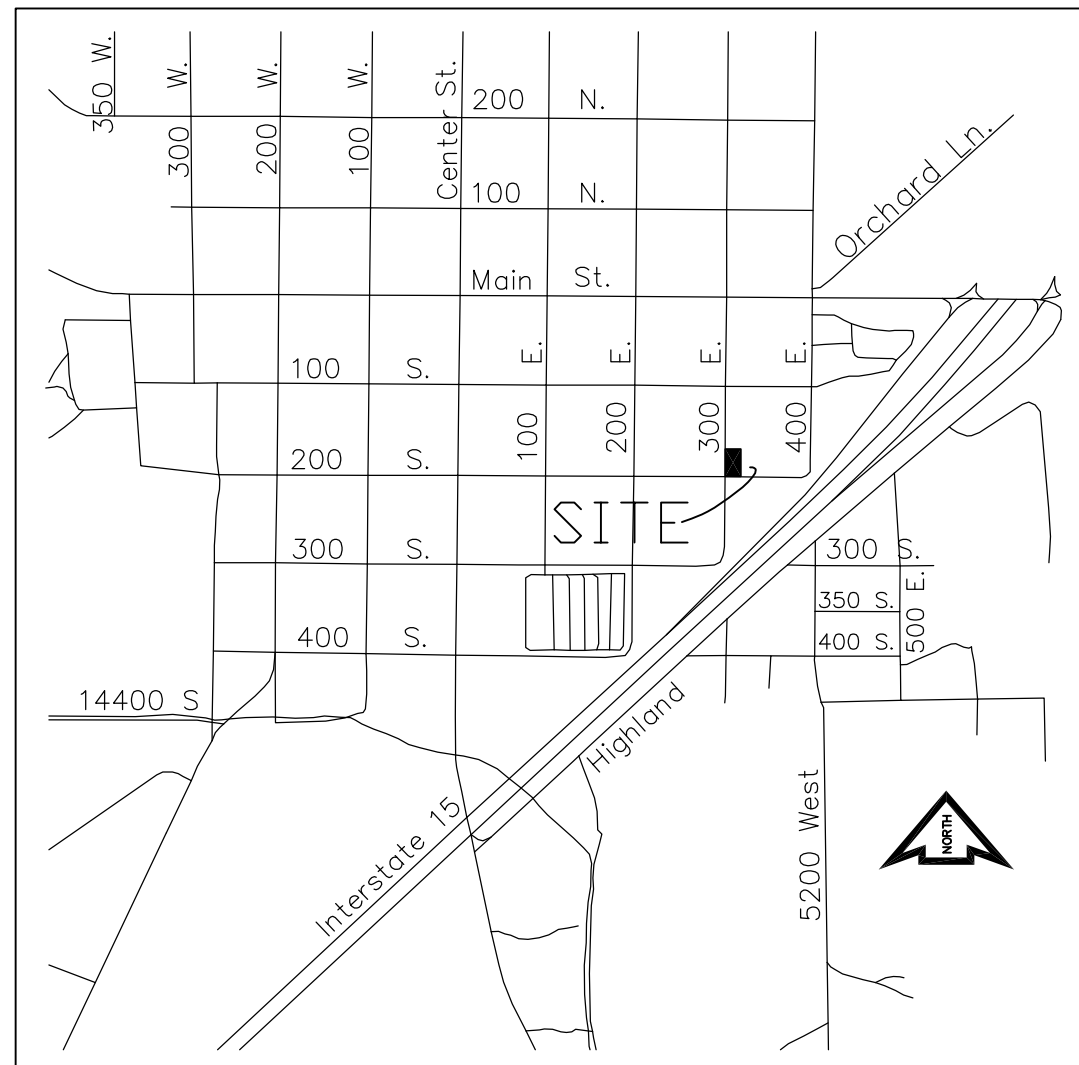 350 W.
300 W.
200 W.
100 W.
Center St.
200 N.
100 N.
Orchard Ln.
Main St.
100 S.
100 E.
200 E.
300 E.
400 E.
200 S.
SITE
300 S.
300 S.
350 S.
400 S.
400 S.
500 E.
14400 S
Highland
Interstate 15
5200 West
NORTH